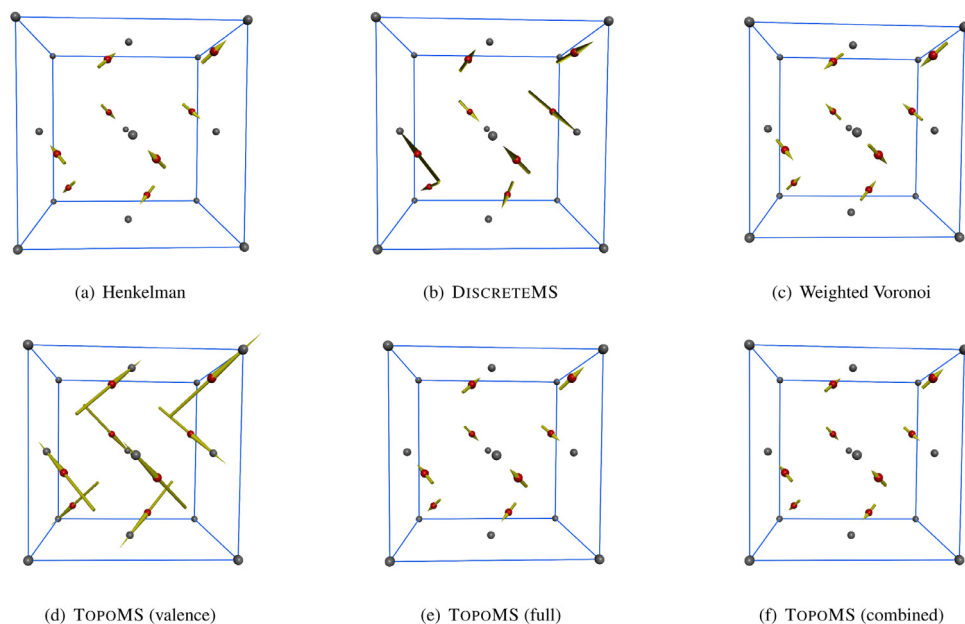 (a) Henkelman
(b) DISCRETEMS
(c) Weighted Voronoi
(d) TOPOMS (valence)
(e) TOPOMS (full)
(f) TOPOMS (combined)